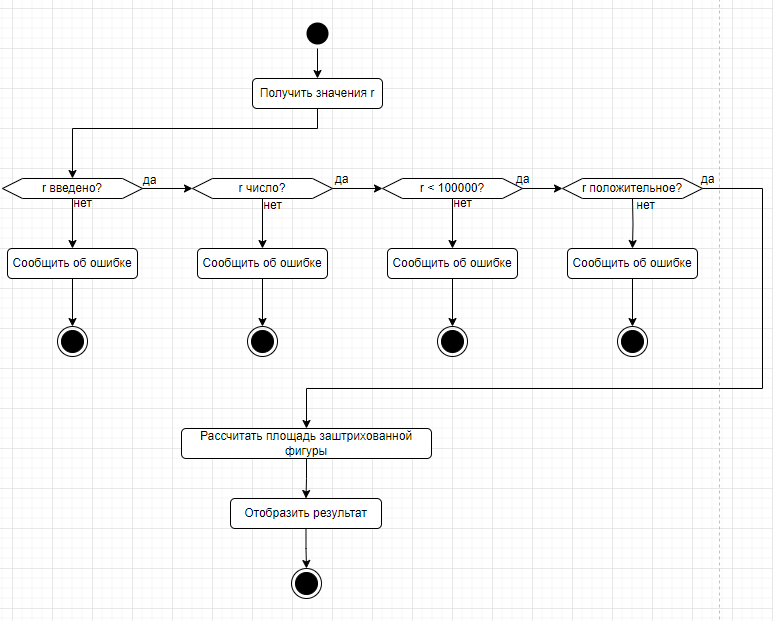 Получить значения r
r введено?
да
r число?
да
r < 100000?
да
r положительное?
да
нет
нет
нет
нет
Сообщить об ошибке
Сообщить об ошибке
Сообщить об ошибке
Сообщить об ошибке
Рассчитать площадь заштрихованной
фигуры
Отобразить результат